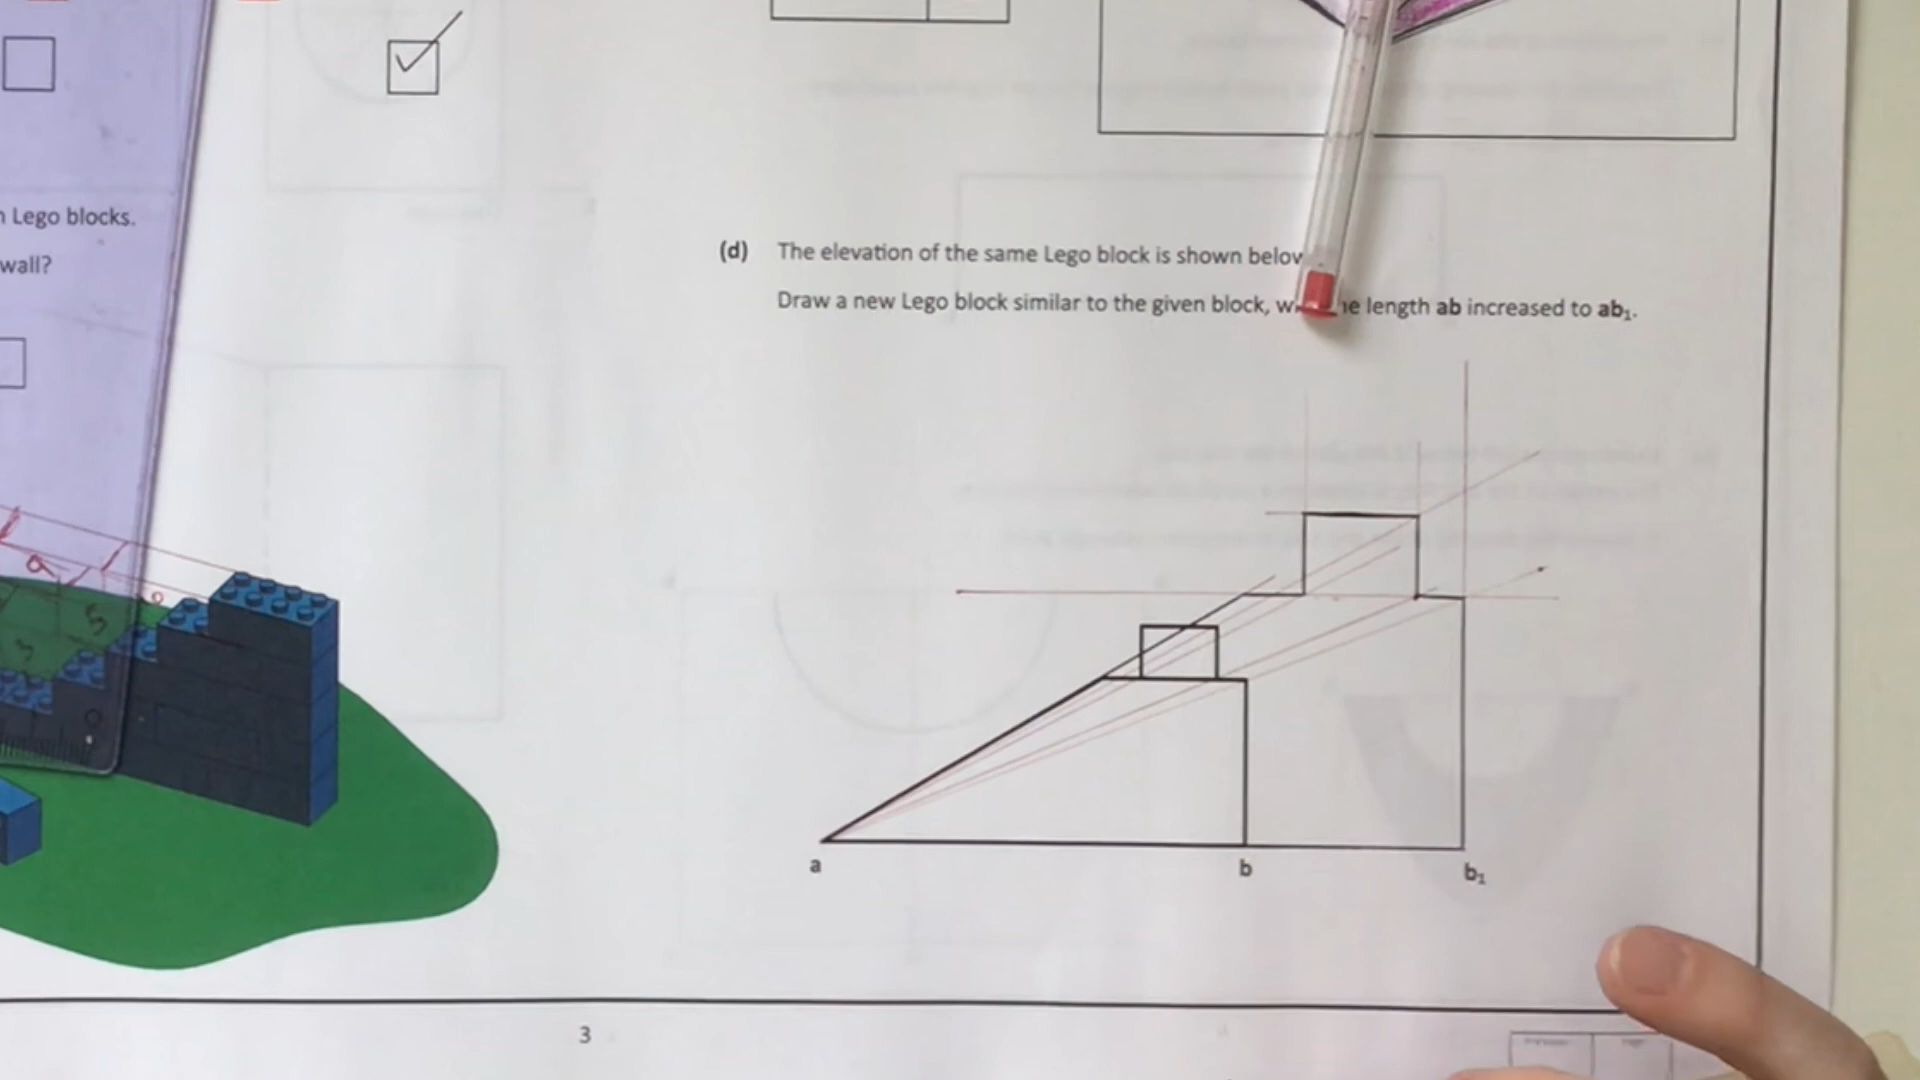 Lego blocks.
wall?
(d) The elevation of the same Lego block is shown
Draw a new Lego block similar to the given block, length ab increased to ab₁.
a
5
a
b
b₁
3